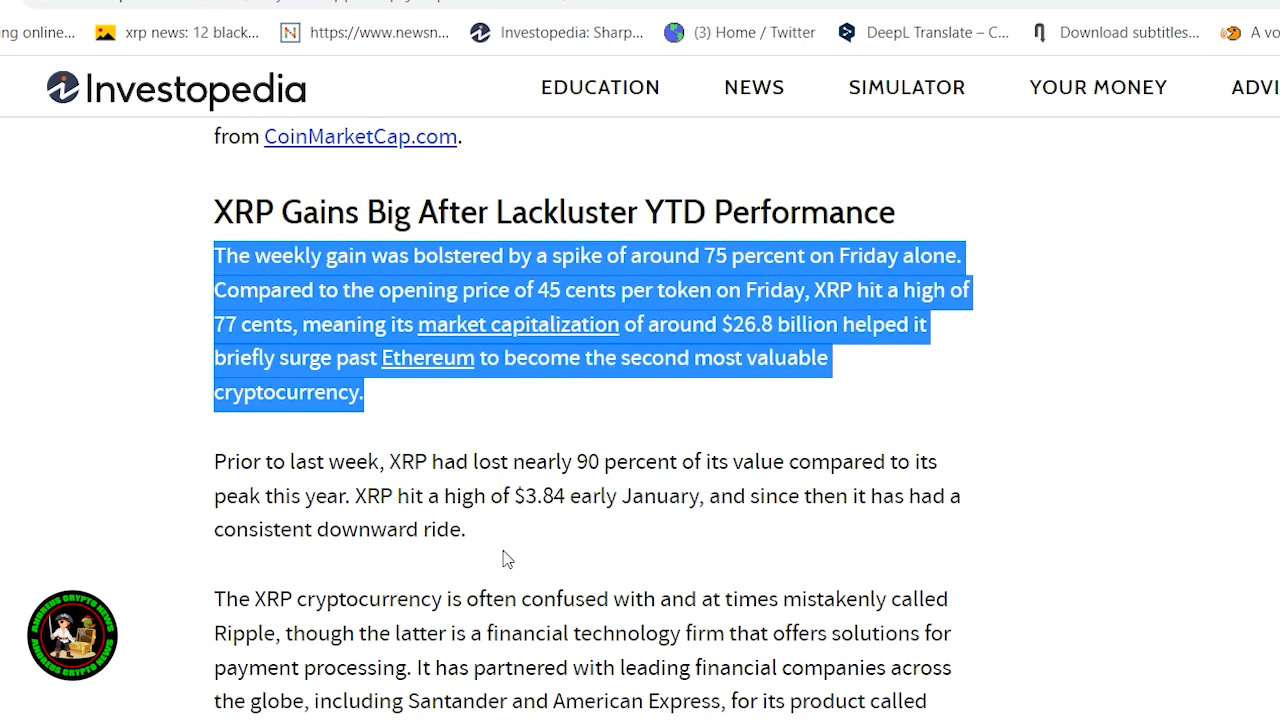 ng online...
xrp news: 12 black...
https://www.newsn...
Investopedia: Sharp...
(3) Home / Twitter
DeepL Translate – C...
Download subtitles...
A vo
Investopedia
EDUCATION
NEWS
SIMULATOR
YOUR MONEY
ADVI
from CoinMarketCap.com.
XRP Gains Big After Lackluster YTD Performance
The weekly gain was bolstered by a spike of around 75 percent on Friday alone.
Compared to the opening price of 45 cents per token on Friday, XRP hit a high of
77 cents, meaning its market capitalization of around $26.8 billion helped it
briefly surge past Ethereum to become the second most valuable
cryptocurrency.
Prior to last week, XRP had lost nearly 90 percent of its value compared to its
peak this year. XRP hit a high of $3.84 early January, and since then it has had a
consistent downward ride.
The XRP cryptocurrency is often confused with and at times mistakenly called
Ripple, though the latter is a financial technology firm that offers solutions for
payment processing. It has partnered with leading financial companies across
the globe, including Santander and American Express, for its product called
ANDREUS CRYPTO NEWS
ANDREUS CRYPTO NEWS